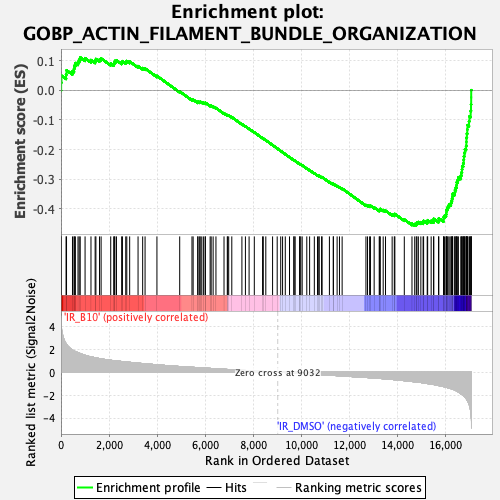 Enrichment plot:
GOBP_ACTIN_FILAMENT_BUNDLE_ORGANIZATION
Enrichment score (ES)
0.1
0.0
-0.1
-0.2
-0.3
-0.4
'IR_B10' (positively correlated)
Ranked list metric (Signal2Noise)
4
2
0
-2
-4
Zero cross at 9032
'IR_DMSO' (negatively correlated)
0
2,000
4,000
6,000
8,000
10,000
12,000
14,000
16,000
Rank in Ordered Dataset
Enrichment profile
Hits
Ranking metric scores